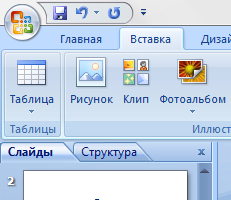 Главная Вставка Дизай
Таблица Рисунок Клип Фотоальбом
Таблицы Иллюст
Слайды Структура x
2